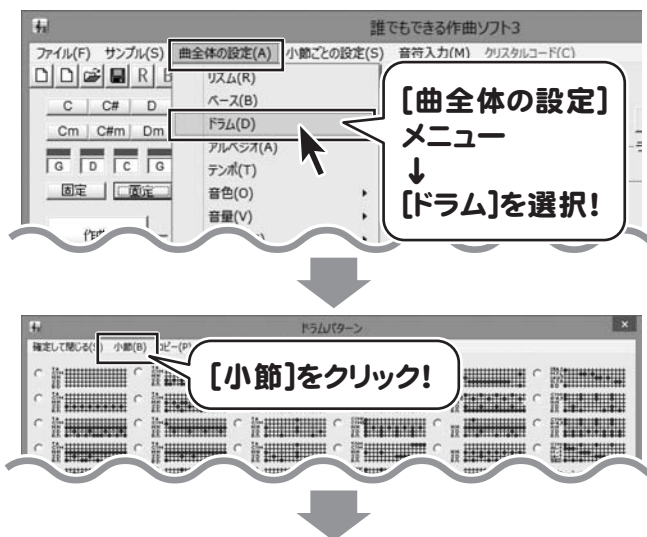 誰でもできる作曲ソフト3
ファイル(F) サンプル(S) 曲全体の設定(A) 小節ごとの設定(S) 音符入力(M) クリスタルコード(C)
R
C C# D
Cm C#m Dm
G D C G
固定 固定
リズム(R)
ベース(B)
ドラム(D)
アルペジオ(A)
テンポ(T)
音色(O)
音量(V)
[曲全体の設定]
メニュー
↓
[ドラム]を選択!
ドラムパターン
確定して閉じる(S) 小節(B) コピー(P)
[小節]をクリック!